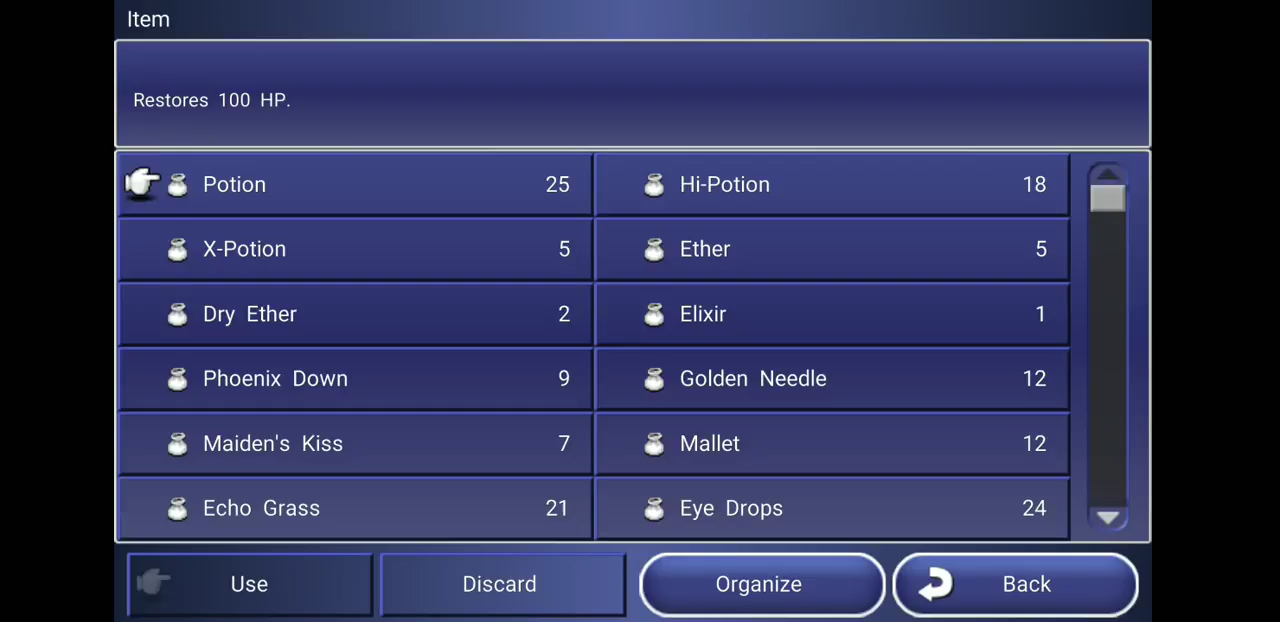 Item
Restores 100 HP.
Potion 25 Hi-Potion 18
X-Potion 5 Ether 5
Dry Ether 2 Elixir 1
Phoenix Down 9 Golden Needle 12
Maiden's Kiss 7 Mallet 12
Echo Grass 21 Eye Drops 24
Use Discard Organize Back